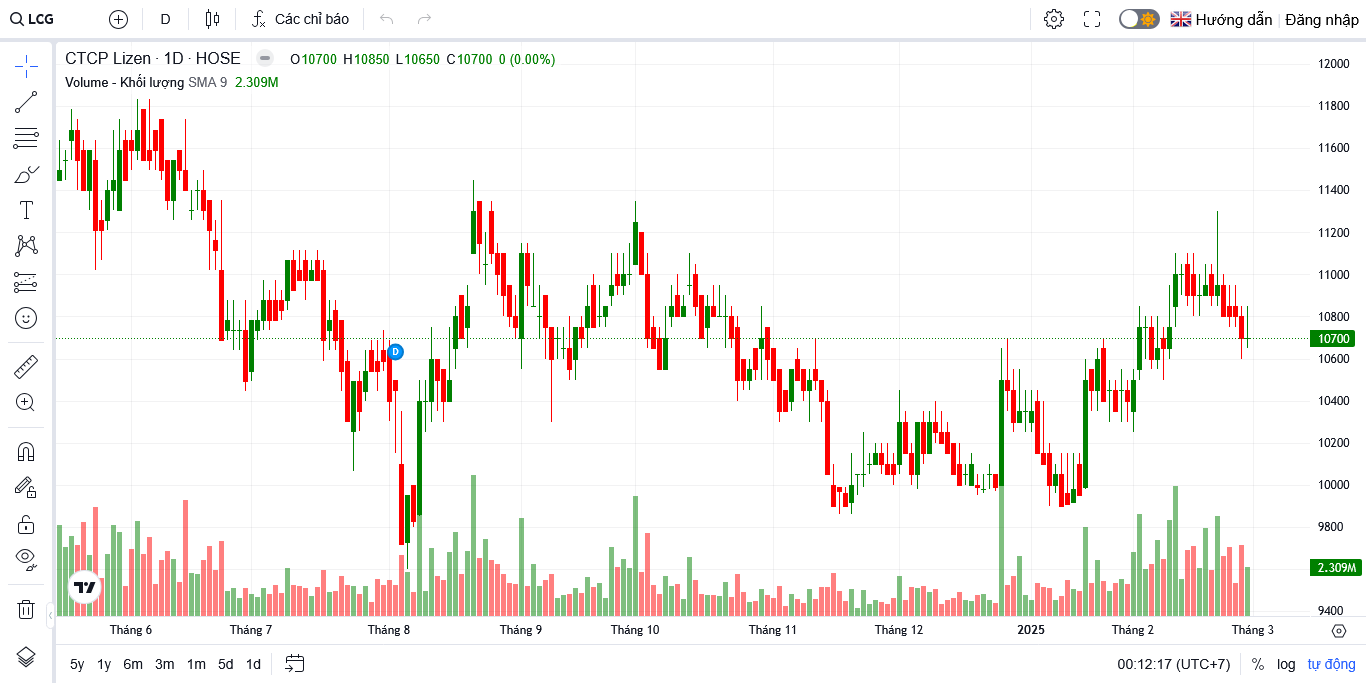 LCG D Các chỉ báo Hướng dẫn Đăng nhập
CTCP Lizen · 1D · HOSE O10700 H10850 L10650 C10700 0 (0.00%)
Volume - Khối lượng SMA 9 2.309M
12000
11800
11600
11400
11200
11000
10800
10700
10600
10400
10200
10000
9800
2.309M
9400
D
Tháng 6 Tháng 7 Tháng 8 Tháng 9 Tháng 10 Tháng 11 Tháng 12 2025 Tháng 2 Tháng 3
5y 1y 6m 3m 1m 5d 1d 00:12:17 (UTC+7) % log tự động